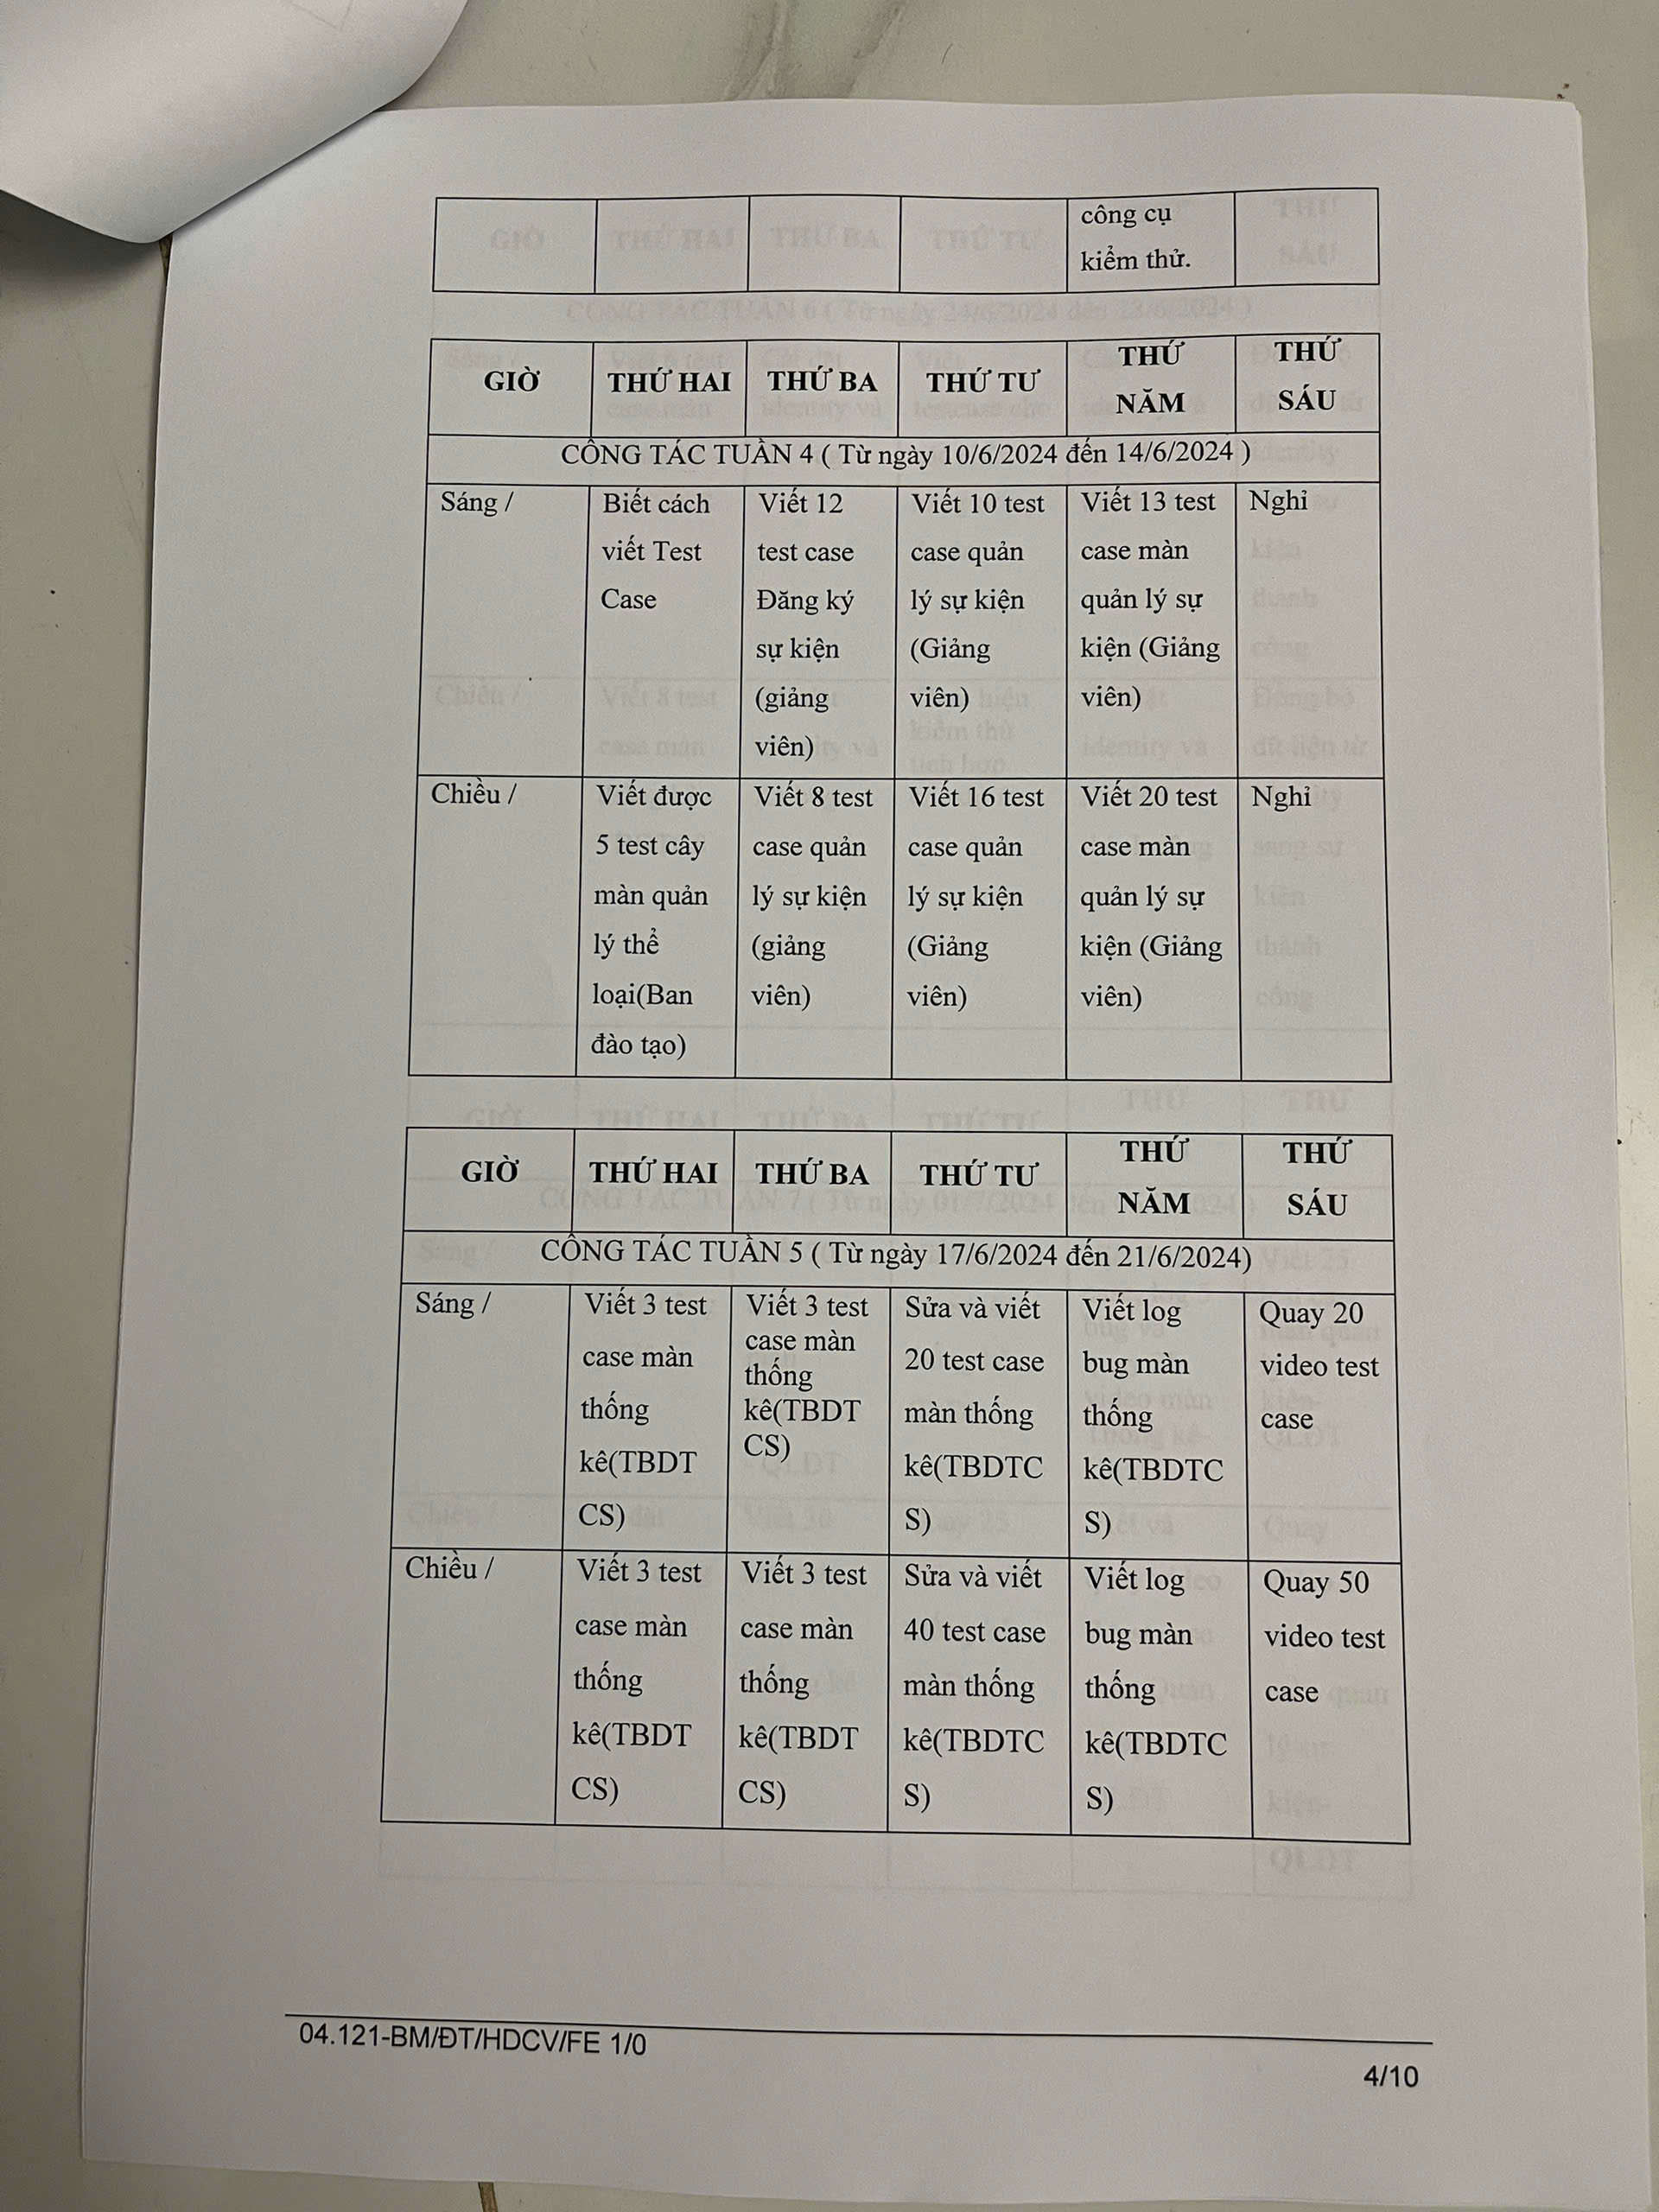 công cụ
kiểm thử.
GIỜ
THỨ HAI
THỨ BA
THỨ TƯ
THỨ
NĂM
THỨ
SÁU
CÔNG TÁC TUẦN 4 ( Từ ngày 10/6/2024 đến 14/6/2024 )
Sáng /
Biết cách
viết Test
Case
Viết 12
test case
Đăng ký
sự kiện
(giảng
viên)
Viết 10 test
case quản
lý sự kiện
(Giảng
viên)
Viết 13 test
case màn
quản lý sự
kiện (Giảng
viên)
Nghỉ
Chiều /
Viết được
5 test cây
màn quản
lý thể
loại(Ban
đào tạo)
Viết 8 test
case quản
lý sự kiện
(giảng
viên)
Viết 16 test
case quản
lý sự kiện
(Giảng
viên)
Viết 20 test
case màn
quản lý sự
kiện (Giảng
viên)
Nghỉ
GIỜ
THỨ HAI
THỨ BA
THỨ TƯ
THỨ
NĂM
THỨ
SÁU
CÔNG TÁC TUẦN 5 ( Từ ngày 17/6/2024 đến 21/6/2024)
Sáng /
Viết 3 test
case màn
thống
kê(TBDT
CS)
Viết 3 test
case màn
thống
kê(TBDT
CS)
Sửa và viết
20 test case
màn thống
kê(TBDTC
S)
Viết log
bug màn
thống
kê(TBDTC
S)
Quay 20
video test
case
Chiều /
Viết 3 test
case màn
thống
kê(TBDT
CS)
Viết 3 test
case màn
thống
kê(TBDT
CS)
Sửa và viết
40 test case
màn thống
kê(TBDTC
S)
Viết log
bug màn
thống
kê(TBDTC
S)
Quay 50
video test
case
04.121-BM/ĐT/HDCV/FE 1/0
4/10